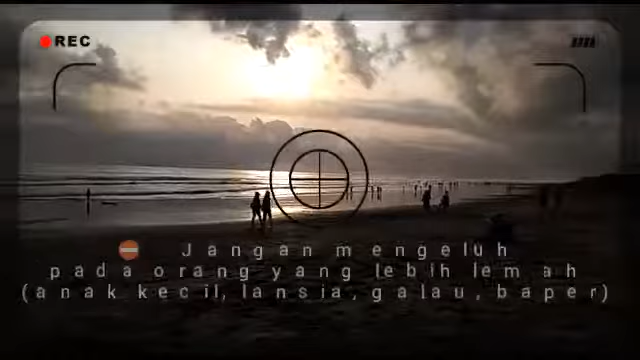 REC
⛔ Jangan mengeluh
pada orang yang lebih lemah
(anak kecil, lansia, galau, baper)